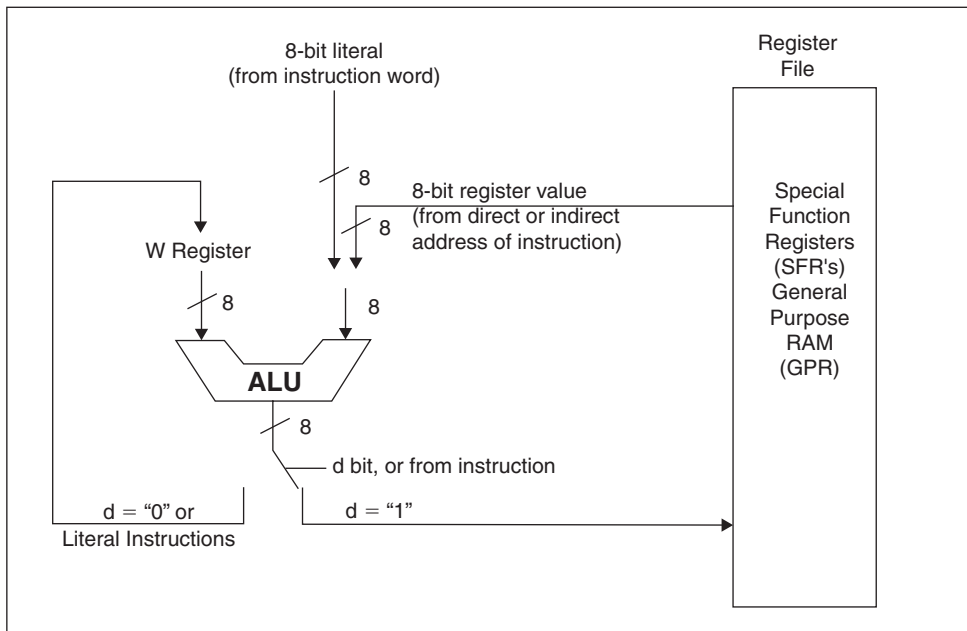 8-bit literal
(from instruction word)
Register
File
8
8-bit register value
(from direct or indirect
address of instruction)
8
W Register
8
8
Special
Function
Registers
(SFR's)
General
Purpose
RAM
(GPR)
ALU
8
d bit, or from instruction
d = “0” or
Literal Instructions
d = “1”